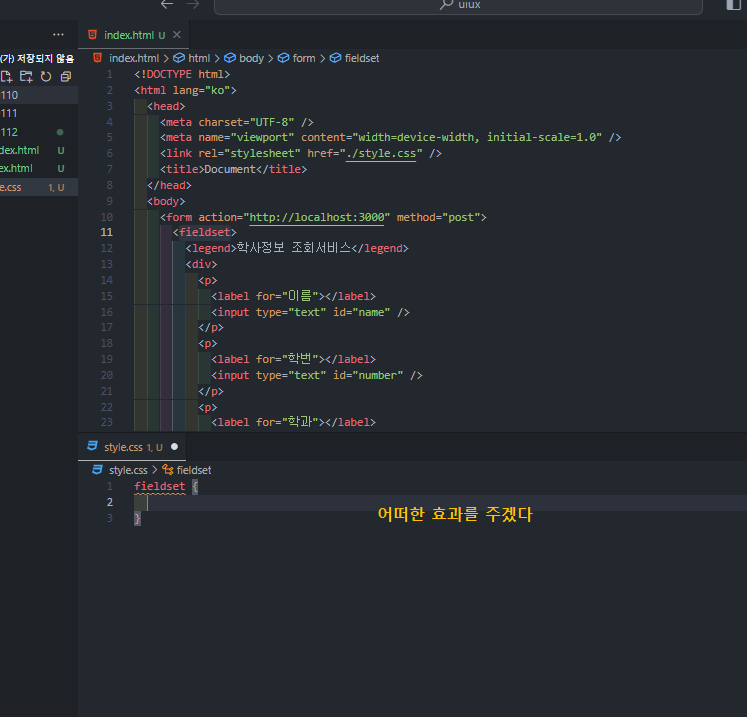 uiux
index.html U
(가) 저장되지 않음
index.html > html > body > form > fieldset
110
111
112
dex.html U
ex.html U
e.css 1, U
1 <!DOCTYPE html>
2 <html lang="ko">
3 <head>
4 <meta charset="UTF-8" />
5 <meta name="viewport" content="width=device-width, initial-scale=1.0" />
6 <link rel="stylesheet" href="./style.css" />
7 <title>Document</title>
8 </head>
9 <body>
10 <form action="http://localhost:3000" method="post">
11 <fieldset>
12 <legend>학사정보 조회서비스</legend>
13 <div>
14 <p>
15 <label for="이름"></label>
16 <input type="text" id="name" />
17 </p>
18 <p>
19 <label for="학번"></label>
20 <input type="text" id="number" />
21 </p>
22 <p>
23 <label for="학과"></label>
style.css 1, U
style.css > fieldset
1 fieldset {
2
어떠한 효과를 주겠다
3 }